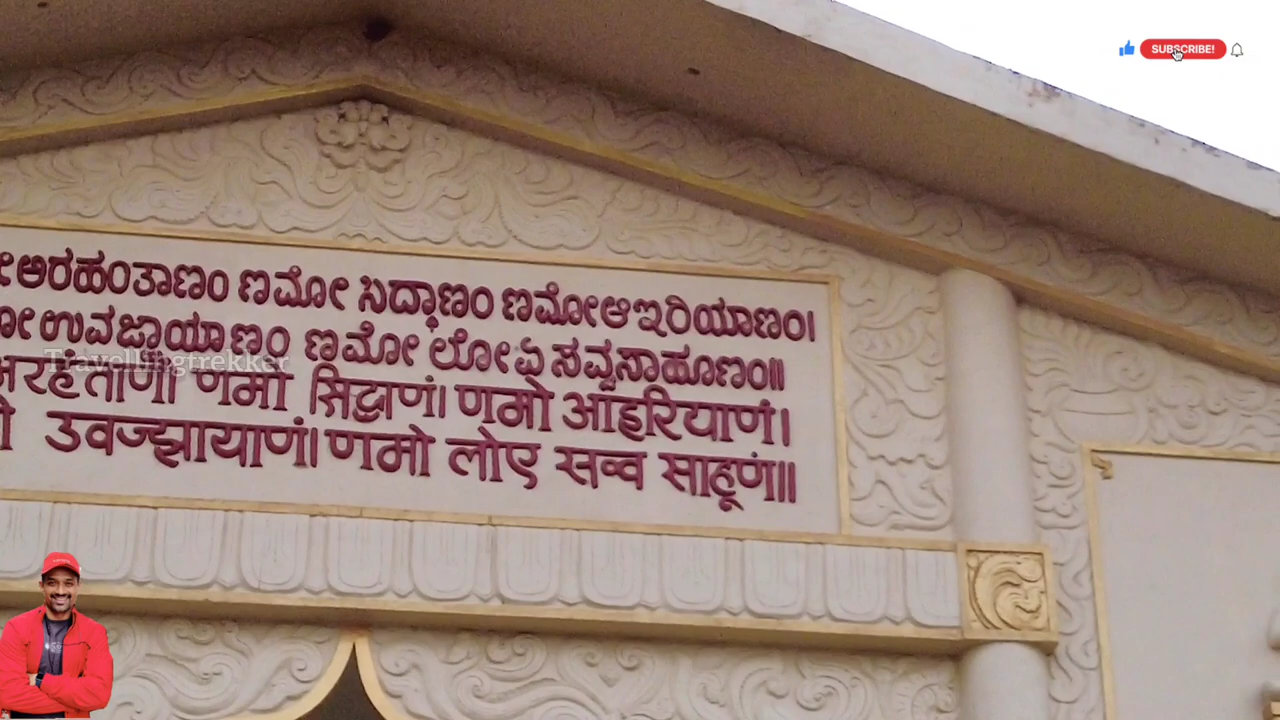 ಅರಹಂತಾಣಂ ಣಮೋ ಸಿದ್ಧಾಣಂ ಣಮೋ ಆಇರಿಯಾಣಂ।
ಉವಜ್ಝಾಯಾಣಂ ಣಮೋ ಲೋಏ ಸವ್ವಸಾಹೂಣಂ॥
अरहंताणं। णमो सिद्धाणं। णमो आइरियाणं।
उवज्झायाणं। णमो लोए सव्व साहूणं॥
Travellingtrekker
SUBSCRIBE!